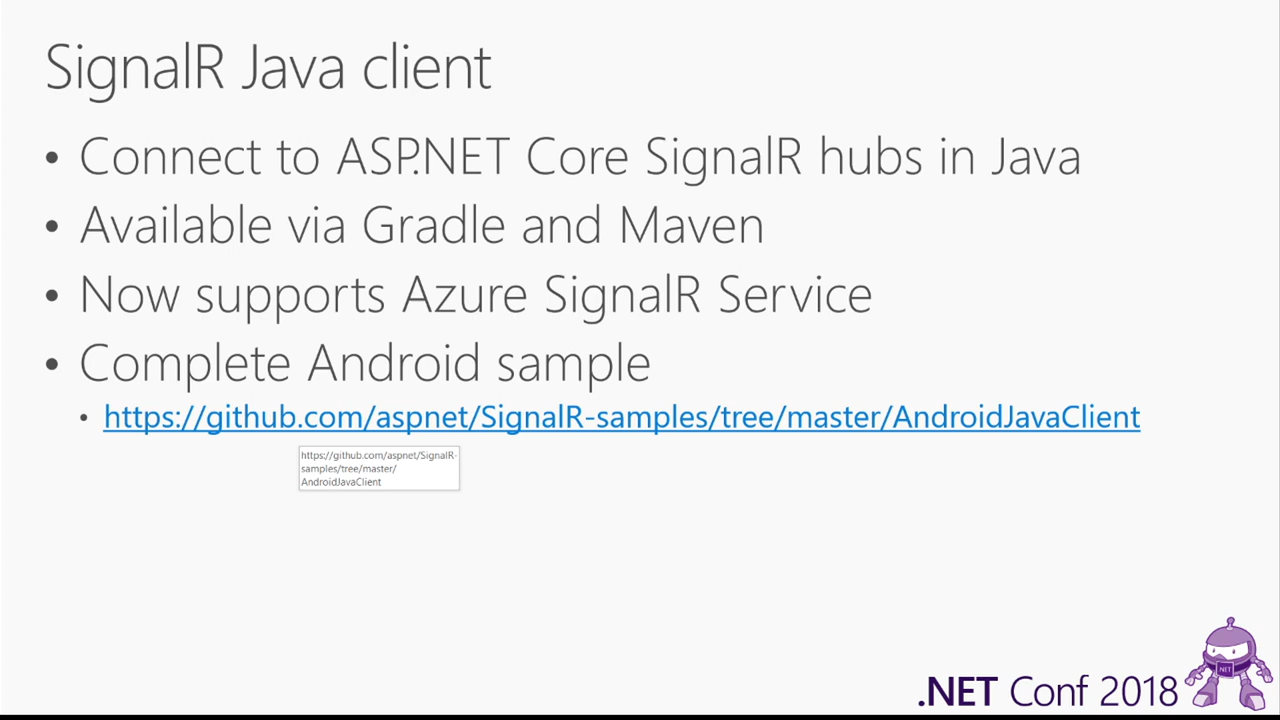 SignalR Java client
• Connect to ASP.NET Core SignalR hubs in Java
• Available via Gradle and Maven
• Now supports Azure SignalR Service
• Complete Android sample
• https://github.com/aspnet/SignalR-samples/tree/master/AndroidJavaClient
https://github.com/aspnet/SignalR-
samples/tree/master/
AndroidJavaClient
.NET
.NET Conf 2018